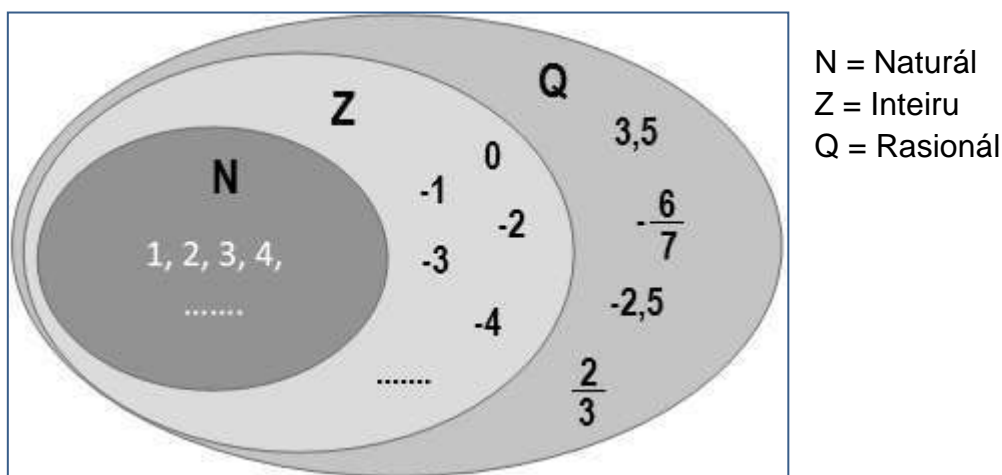 Q
Z
N
3,5
0
-1
-2
-3
-4
.......
-6/7
-2,5
2/3
1, 2, 3, 4,
.......
N = Naturál
Z = Inteiru
Q = Rasionál